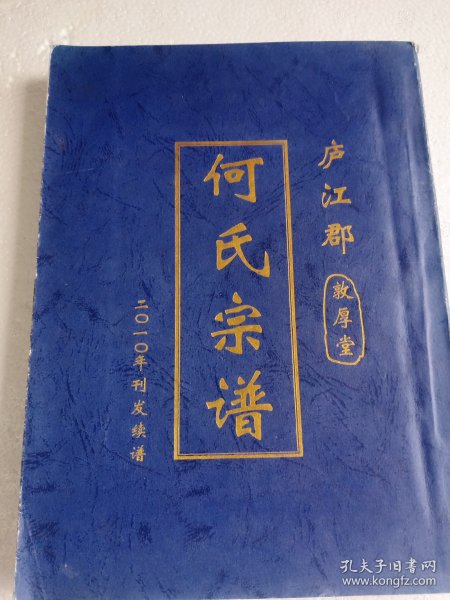 庐江郡
敦厚堂
何氏宗谱
二〇一〇年刊发续谱
孔夫子旧书网
www.kongfz.com